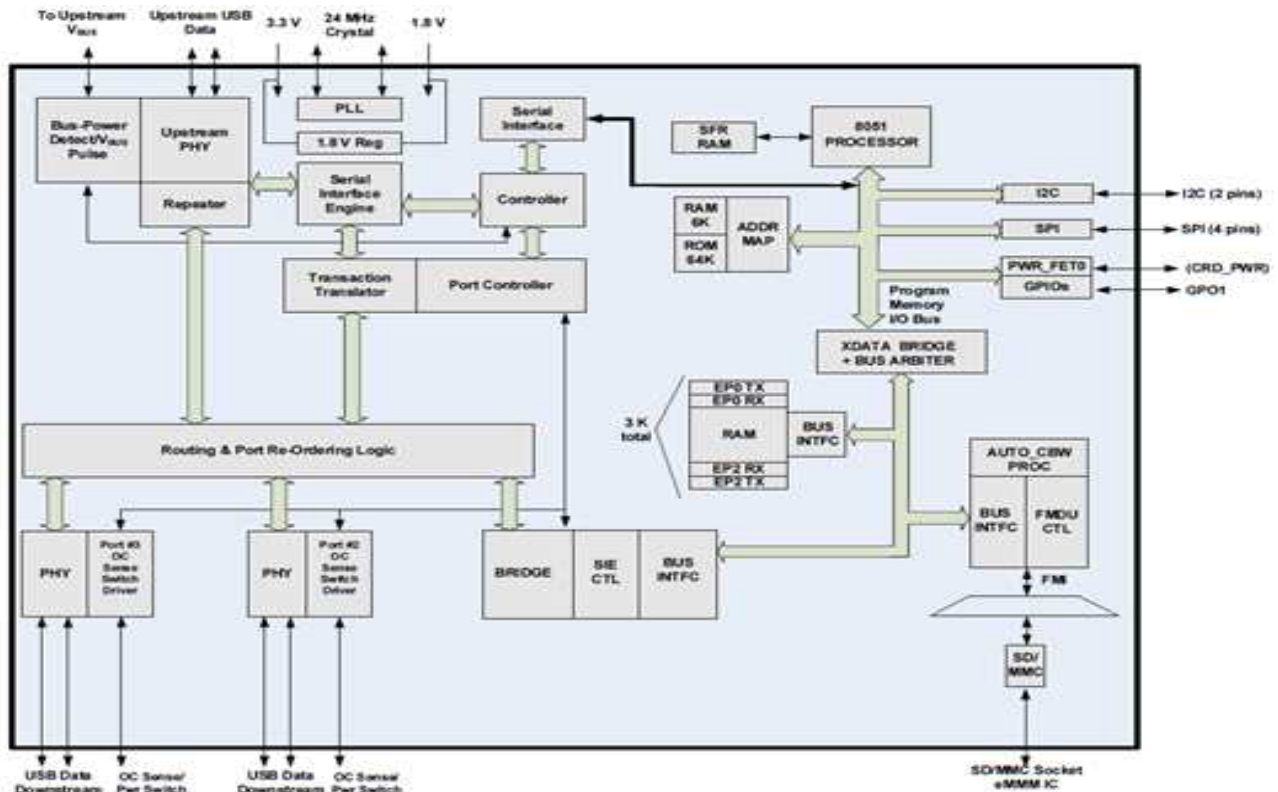 To Upstream
VBUS
Upstream USB
Data
3.3 V
24 MHz
Crystal
1.8 V
Bus-Power
Detect/VBUS
Pulse
Upstream
PHY
PLL
1.8 V Reg
Serial
Interface
SFR
RAM
8051
PROCESSOR
Repeater
Serial
Interface
Engine
Controller
RAM
6K
ROM
64K
ADDR
MAP
I2C
I2C (2 pins)
SPI
SPI (4 pins)
PWR_FET0
(CRD_PWR)
GPIOs
GPO1
Transaction
Translator
Port Controller
Program
Memory
I/O Bus
XDATA BRIDGE
+ BUS ARBITER
3 K
total
EP0 TX
EP0 RX
RAM
EP2 RX
EP2 TX
BUS
INTFC
Routing & Port Re-Ordering Logic
AUTO_CBW
PROC
BUS
INTFC
FMDU
CTL
PHY
Port #3
OC
Sense
Switch
Driver
PHY
Port #2
OC
Sense
Switch
Driver
BRIDGE
SIE
CTL
BUS
INTFC
FMI
SD/
MMC
USB Data
Downstream
OC Sense/
Pwr Switch
USB Data
Downstream
OC Sense/
Pwr Switch
SD/MMC Socket
eMMM IC